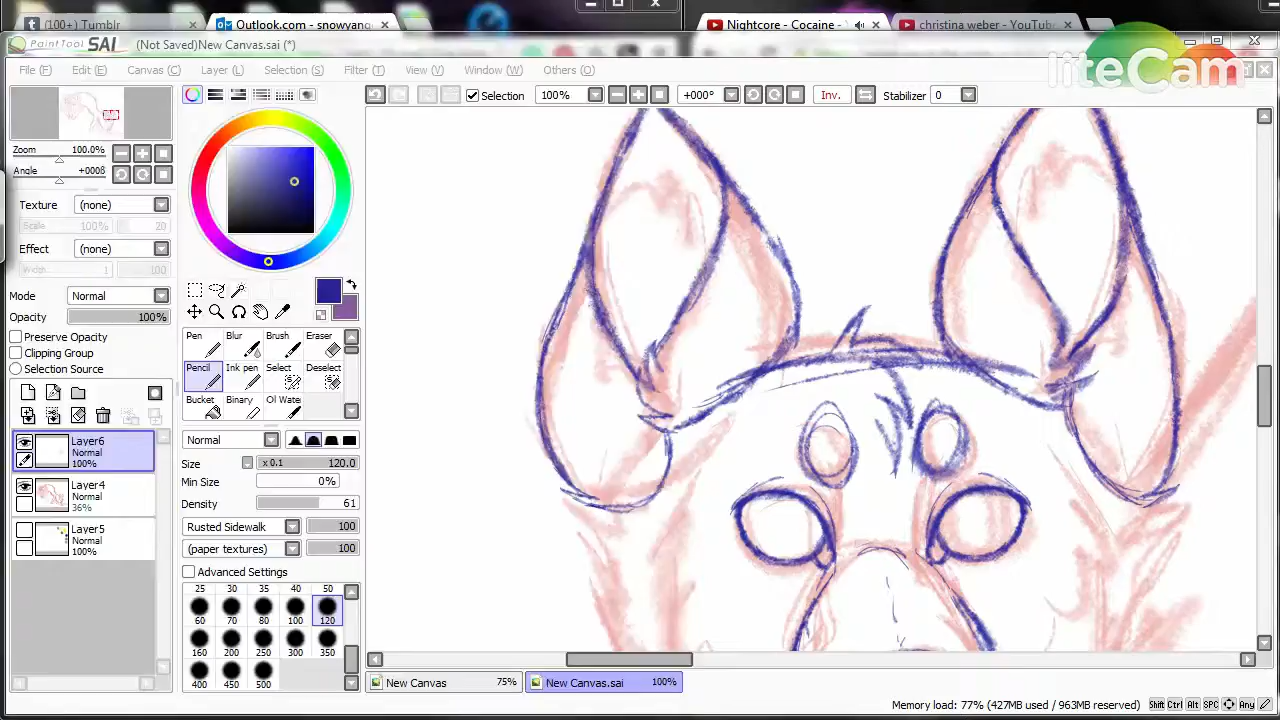 (100+) Tumblr
Outlook.com - snowyang
Nightcore - Cocaine -
christina weber - YouTube
PaintTool SAI (Not Saved)New Canvas.sai (*)
liteCam
File (F) Edit (E) Canvas (C) Layer (L) Selection (S) Filter (T) View (V) Window (W) Others (O)
Selection 100% +000° Inv. Stabilizer 0
Zoom 100.0%
Angle +000°
Texture (none)
Scale 100% 20
Effect (none)
Width 1 100
Mode Normal
Opacity 100%
Preserve Opacity
Clipping Group
Selection Source
Layer6
Normal
100%
Layer4
Normal
36%
Layer5
Normal
100%
Pen Blur Brush Eraser
Pencil Ink pen Select Deselect
Bucket Binary Oil Water
Normal
Size x 0.1 120.0
Min Size 0%
Density 61
Rusted Sidewalk 100
(paper textures) 100
Advanced Settings
25 30 35 40 50
60 70 80 100 120
160 200 250 300 350
400 450 500
New Canvas 75%
New Canvas.sai 100%
Memory load: 77% (427MB used / 963MB reserved) Shift Ctrl Alt SPC Any